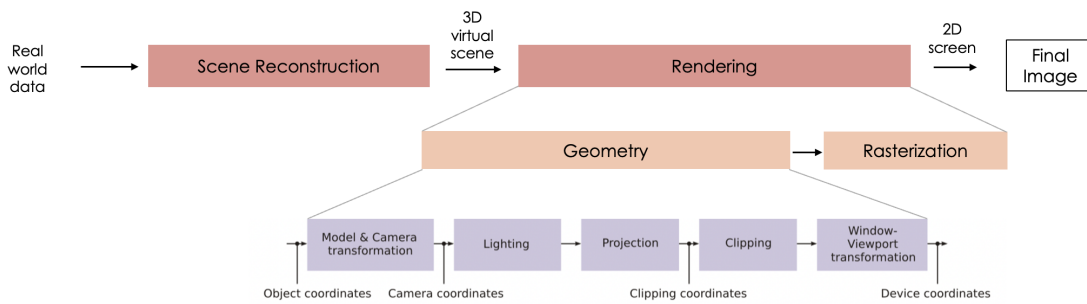 Real
world
data
Scene Reconstruction
3D
virtual
scene
Rendering
2D
screen
Final
Image
Geometry
Rasterization
Model & Camera
transformation
Lighting
Projection
Clipping
Window-
Viewport
transformation
Object coordinates
Camera coordinates
Clipping coordinates
Device coordinates